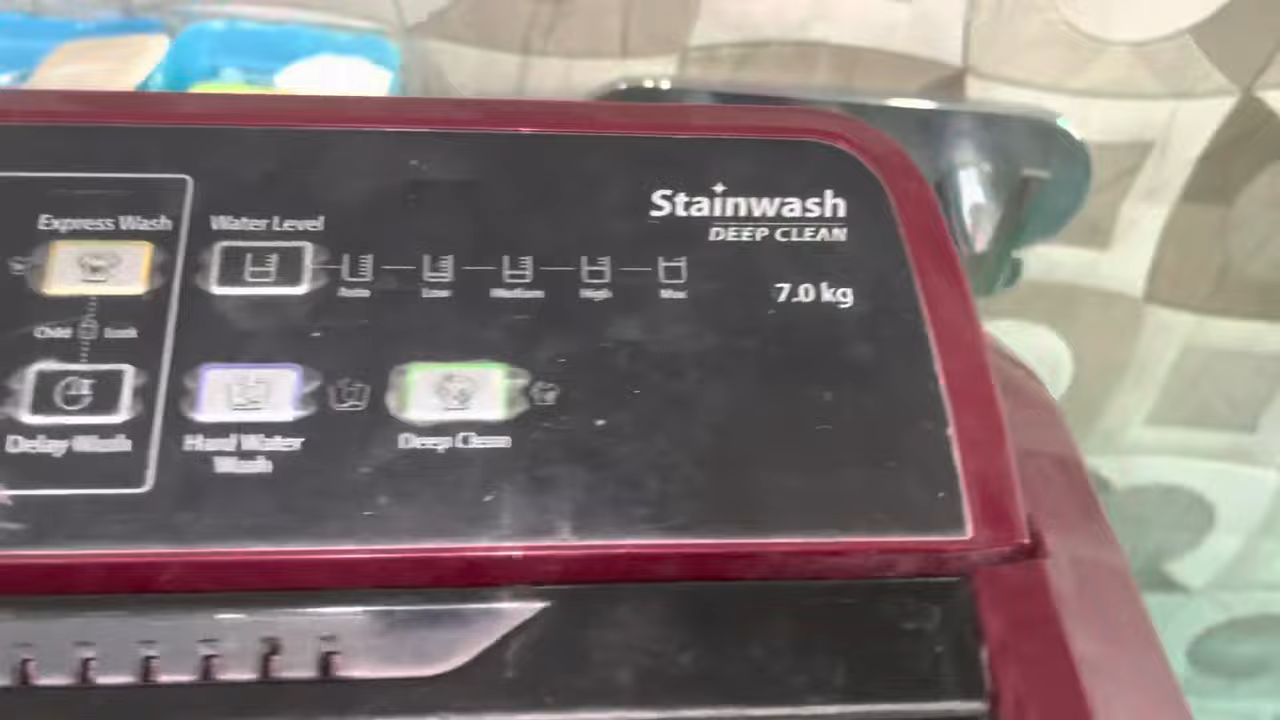 Stainwash
DEEP CLEAN
Express Wash
Water Level
Auto
Low
Medium
High
Max
7.0 kg
Child Lock
Delay Wash
Hard Water
Wash
Deep Clean